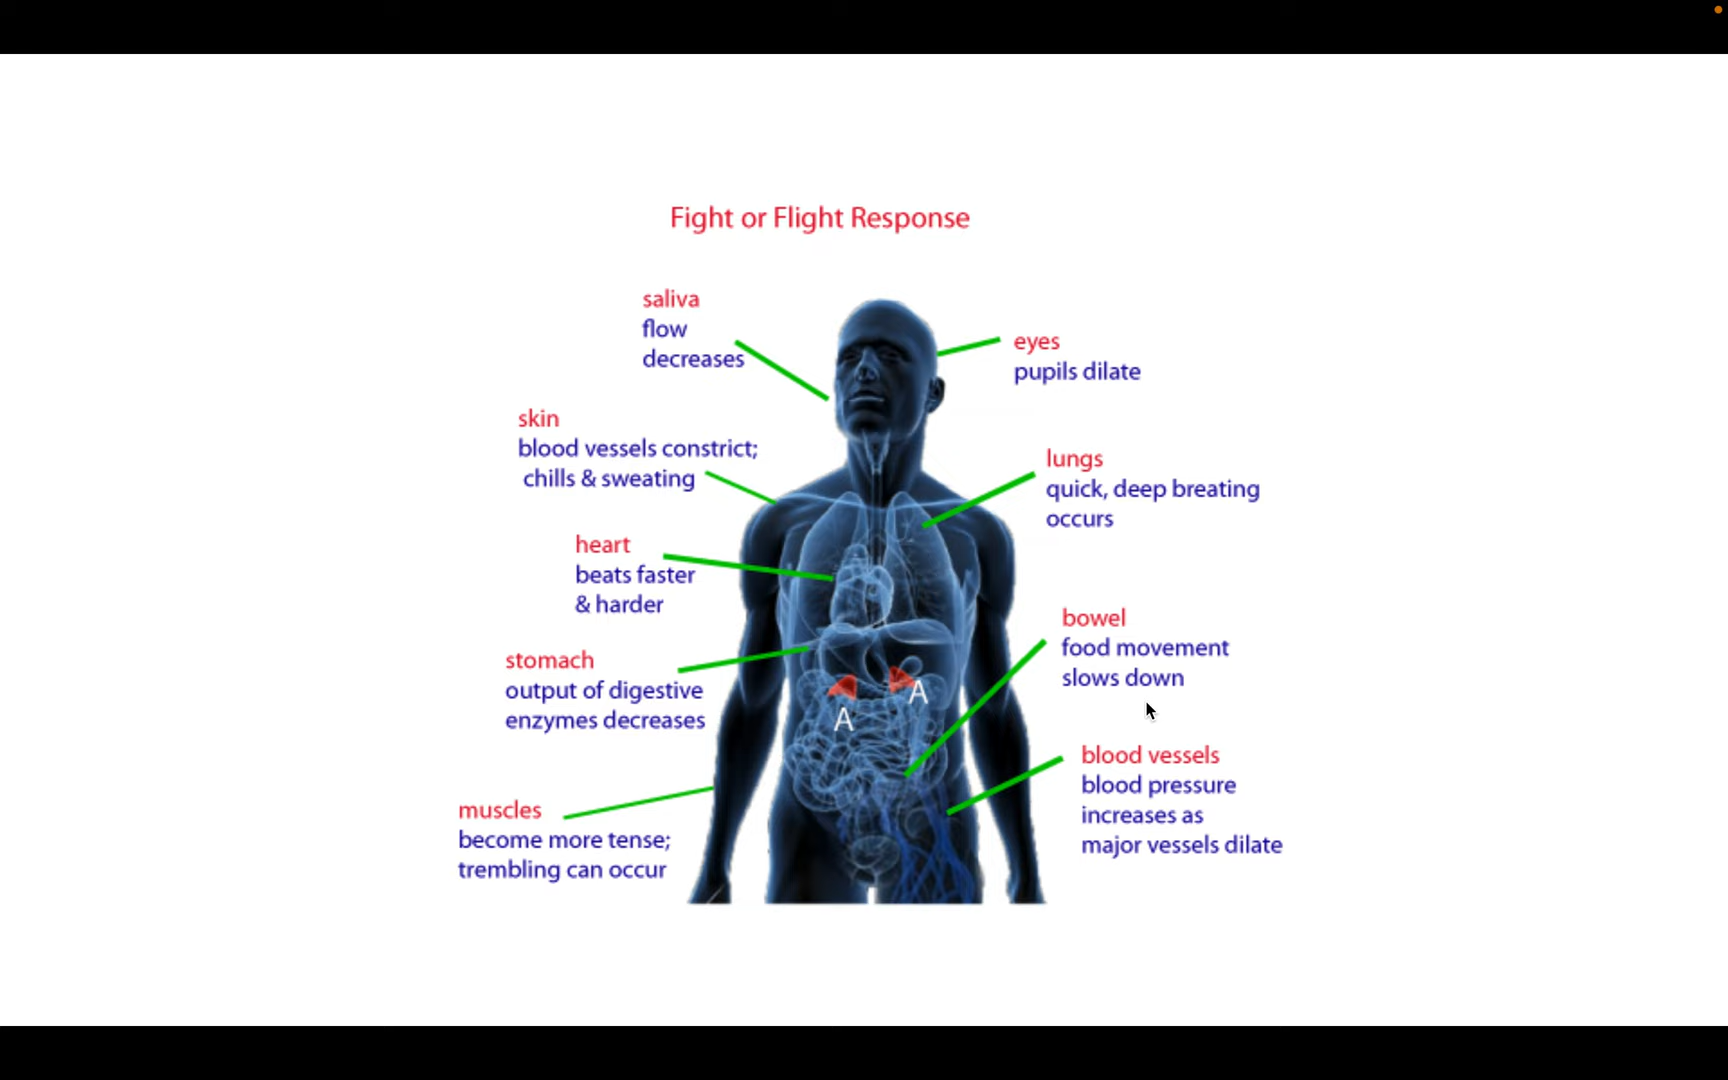 Fight or Flight Response
saliva
flow
decreases
eyes
pupils dilate
skin
blood vessels constrict;
chills & sweating
lungs
quick, deep breating
occurs
heart
beats faster
& harder
bowel
food movement
slows down
stomach
output of digestive
enzymes decreases
A
A
blood vessels
blood pressure
increases as
major vessels dilate
muscles
become more tense;
trembling can occur